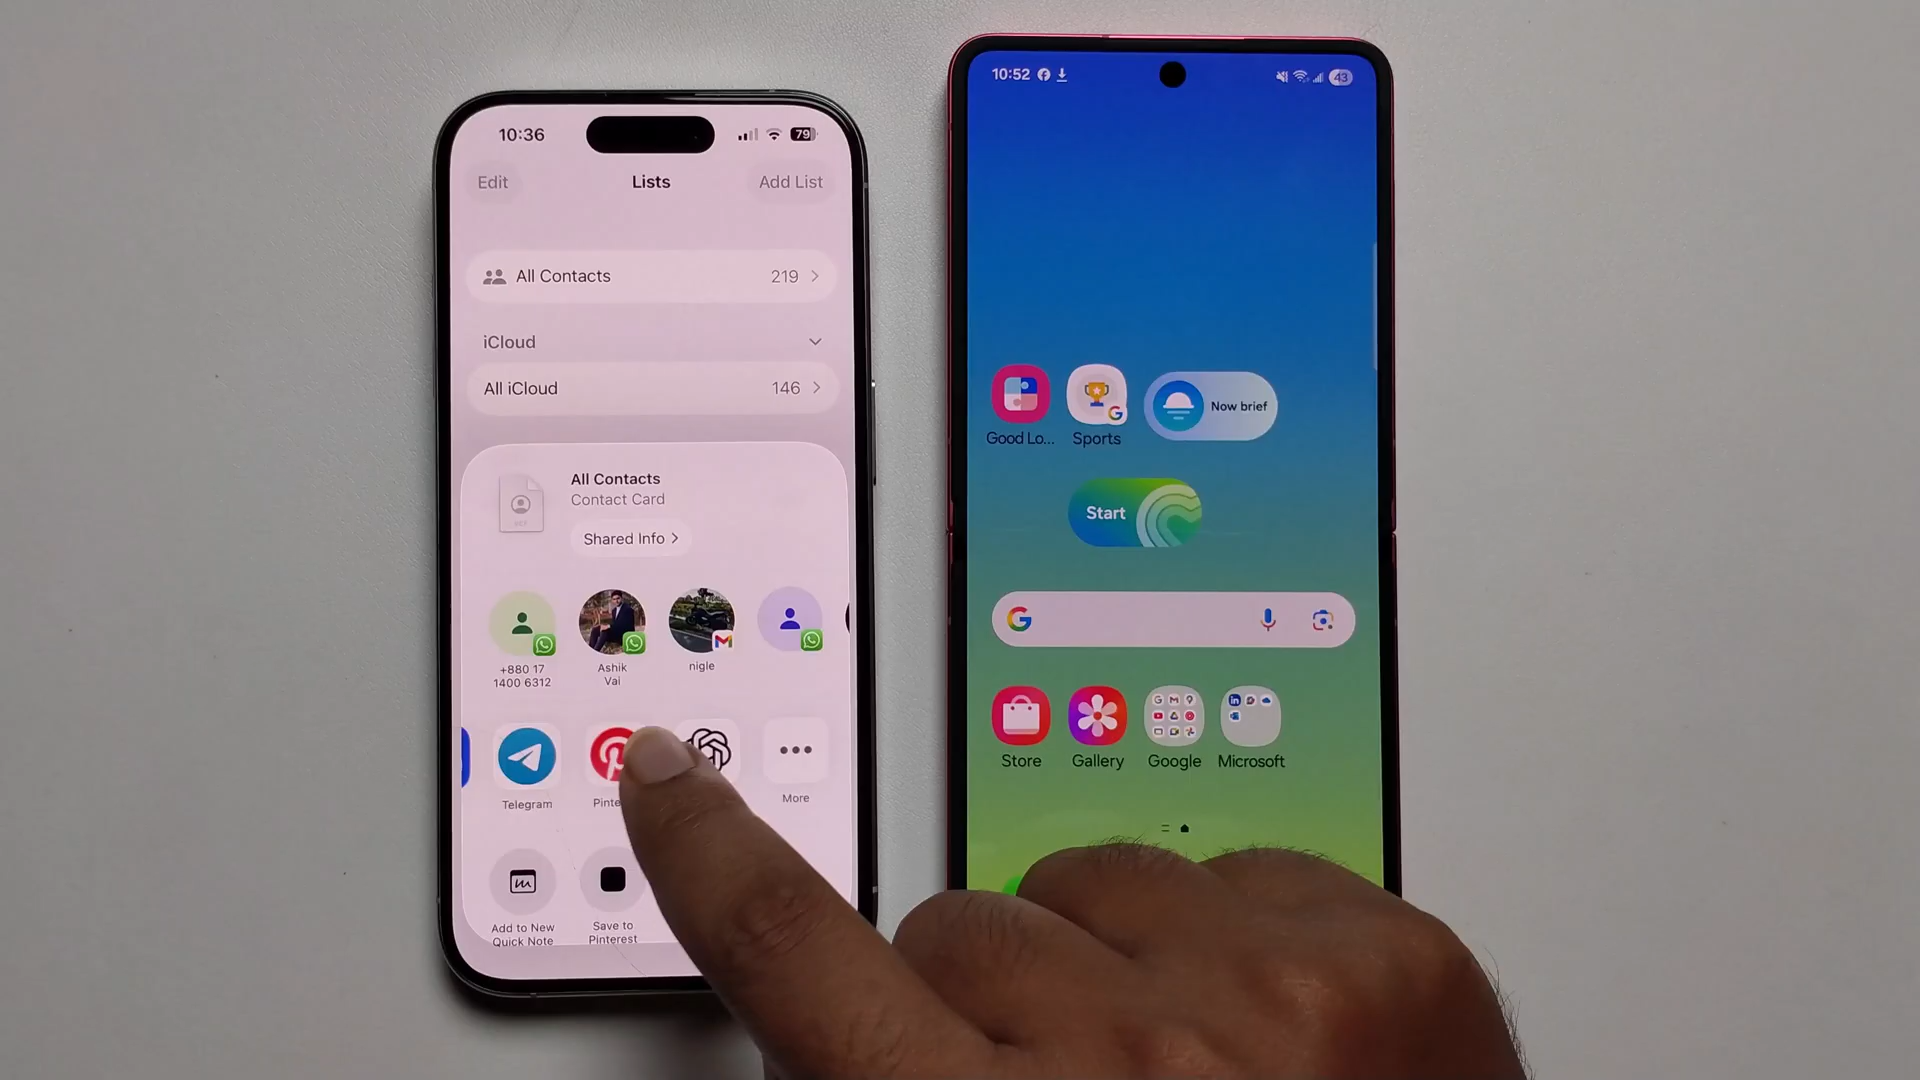 10:36
79
Edit
Lists
Add List
All Contacts
219
iCloud
All iCloud
146
All Contacts
Contact Card
Shared Info
+880 17
1400 6312
Ashik
Vai
nigle
Telegram
Pinte
More
Add to New
Quick Note
Save to
Pinterest
10:52
43
Good Lo...
Sports
Now brief
Start
Store
Gallery
Google
Microsoft